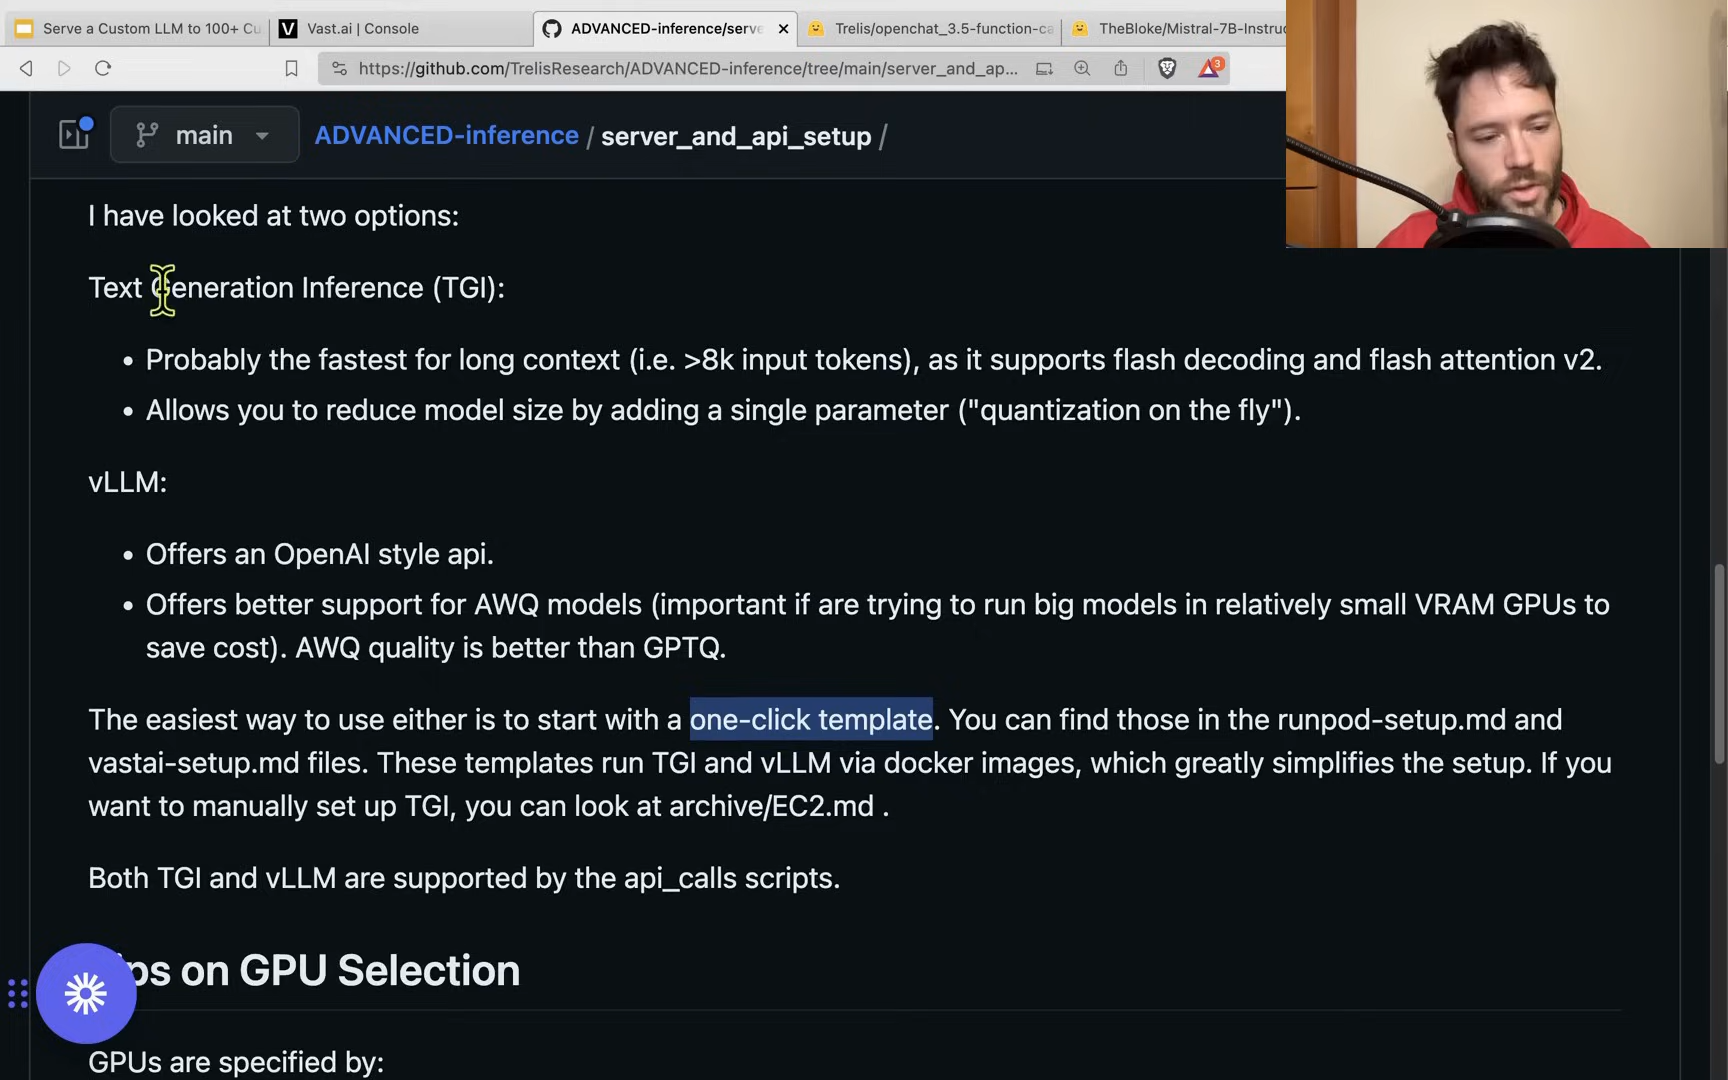 Serve a Custom LLM to 100+ Cu
Vast.ai | Console
ADVANCED-inference/serve
Trelis/openchat_3.5-function-ca
TheBloke/Mistral-7B-Instruc
https://github.com/TrelisResearch/ADVANCED-inference/tree/main/server_and_ap...
3
main
ADVANCED-inference / server_and_api_setup /
I have looked at two options:
Text Generation Inference (TGI):
• Probably the fastest for long context (i.e. >8k input tokens), as it supports flash decoding and flash attention v2.
• Allows you to reduce model size by adding a single parameter ("quantization on the fly").
vLLM:
• Offers an OpenAI style api.
• Offers better support for AWQ models (important if are trying to run big models in relatively small VRAM GPUs to
save cost). AWQ quality is better than GPTQ.
The easiest way to use either is to start with a one-click template. You can find those in the runpod-setup.md and
vastai-setup.md files. These templates run TGI and vLLM via docker images, which greatly simplifies the setup. If you
want to manually set up TGI, you can look at archive/EC2.md .
Both TGI and vLLM are supported by the api_calls scripts.
ips on GPU Selection
GPUs are specified by: